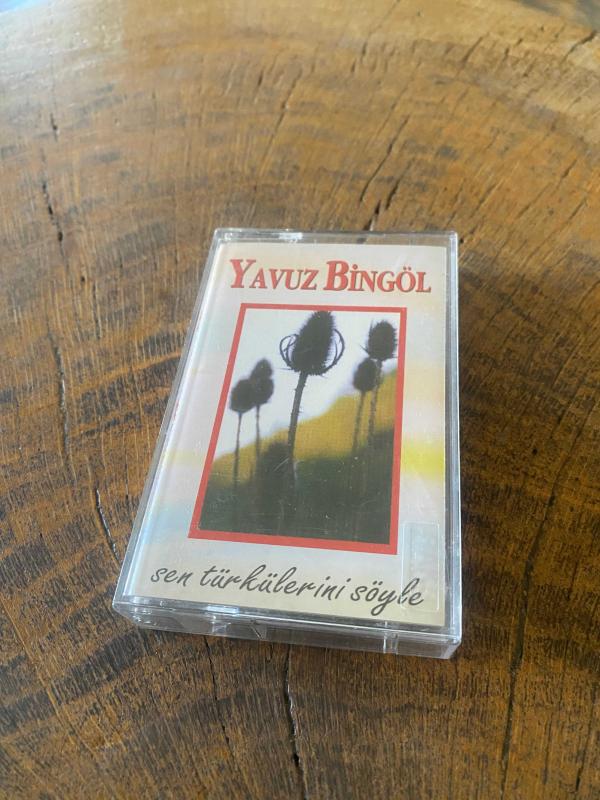 YAVUZ BİNGÖL
sen türkülerini söyle